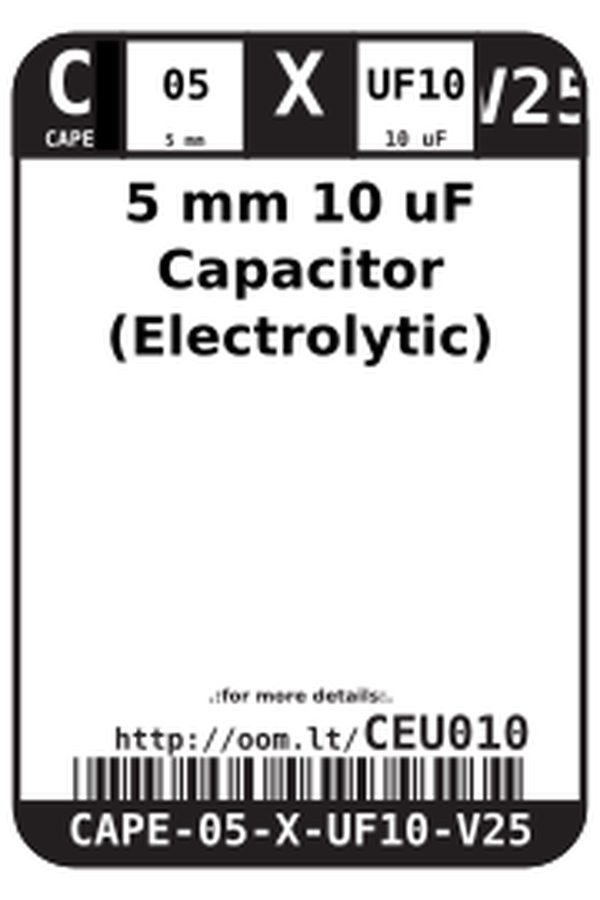 C 05 X UF10 V25
CAPE 5 mm 10 uF
5 mm 10 uF
Capacitor
(Electrolytic)
.:for more details:.
http://oom.lt/CEU010
CAPE-05-X-UF10-V25